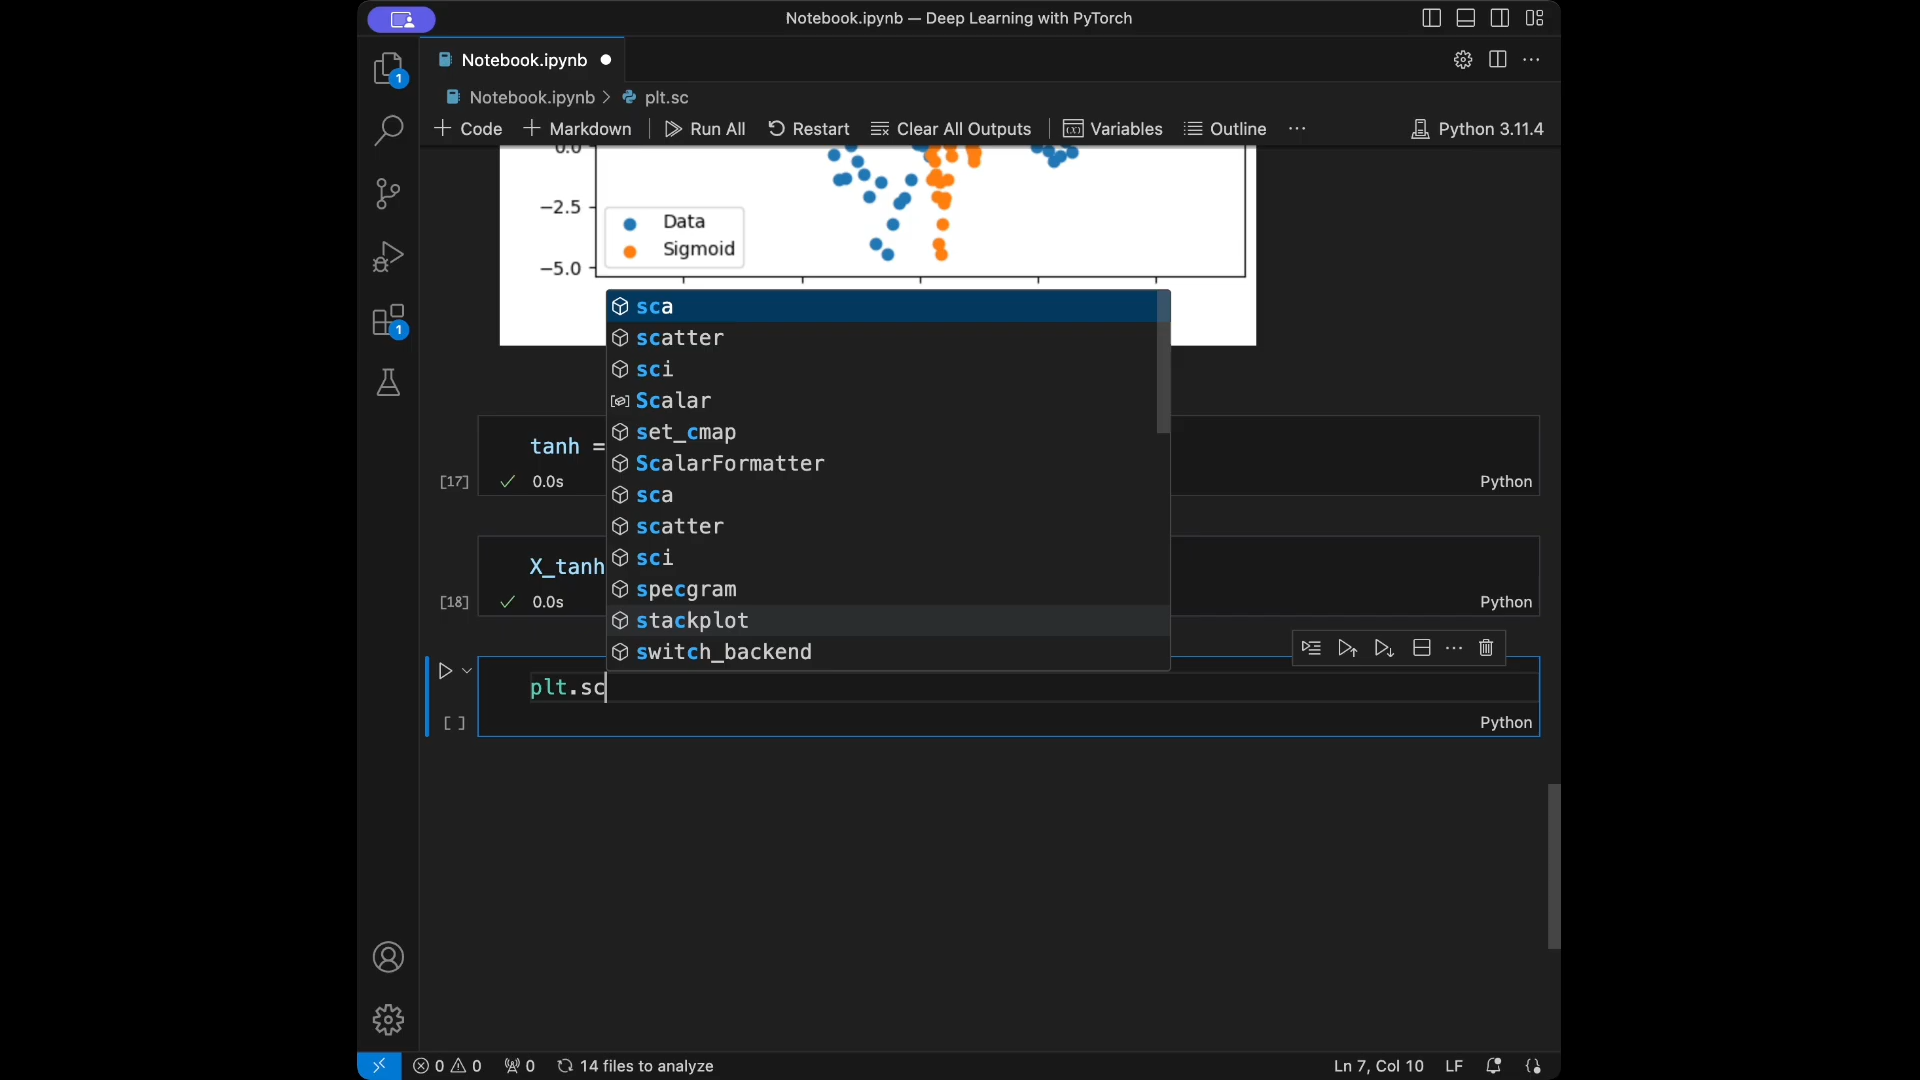 Notebook.ipynb — Deep Learning with PyTorch
Notebook.ipynb
1
Notebook.ipynb > plt.sc
Code Markdown Run All Restart Clear All Outputs Variables Outline ... Python 3.11.4
0.0
−2.5
−5.0
Data
Sigmoid
1
sca
scatter
sci
Scalar
set_cmap
ScalarFormatter
sca
scatter
sci
specgram
stackplot
switch_backend
tanh =
[17] 0.0s Python
X_tanh
[18] 0.0s Python
plt.sc
[ ] Python
0 0 0 14 files to analyze Ln 7, Col 10 LF